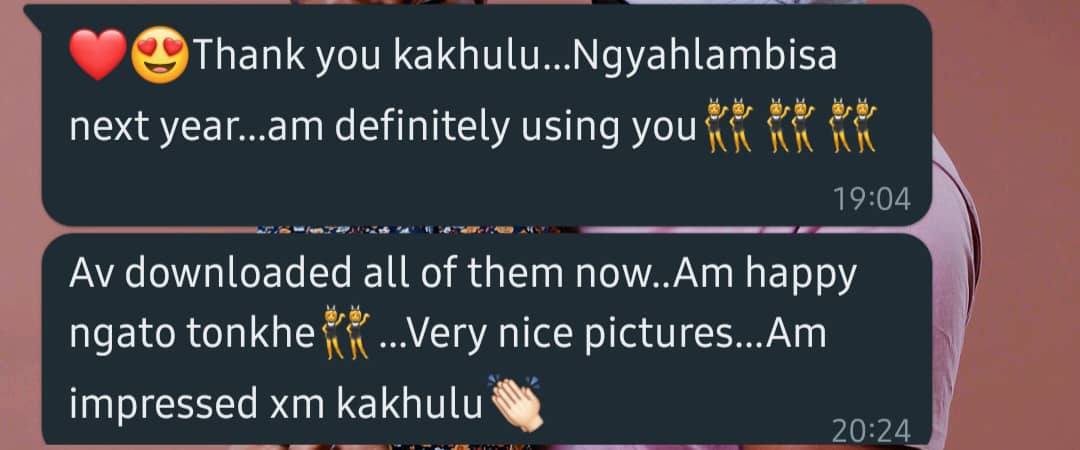 ❤️😍Thank you kakhulu...Ngyahlambisa
next year...am definitely using you👯 👯 👯
19:04
Av downloaded all of them now..Am happy
ngato tonkhe👯...Very nice pictures...Am
impressed xm kakhulu👏🏻
20:24